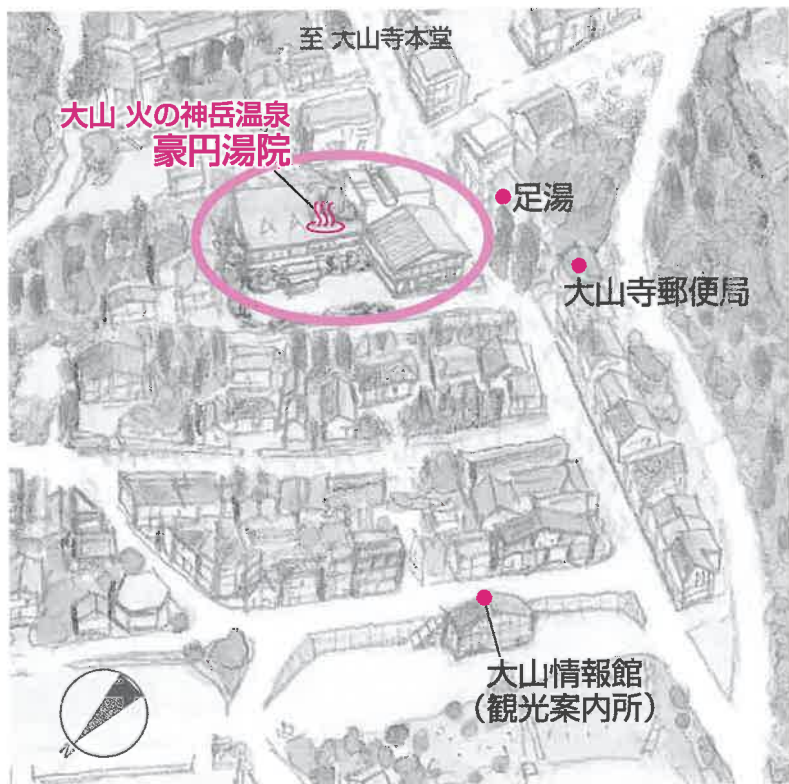 至 大山寺本堂
大山 火の神岳温泉
豪円湯院
足湯
大山寺郵便局
大山情報館
(観光案内所)
N